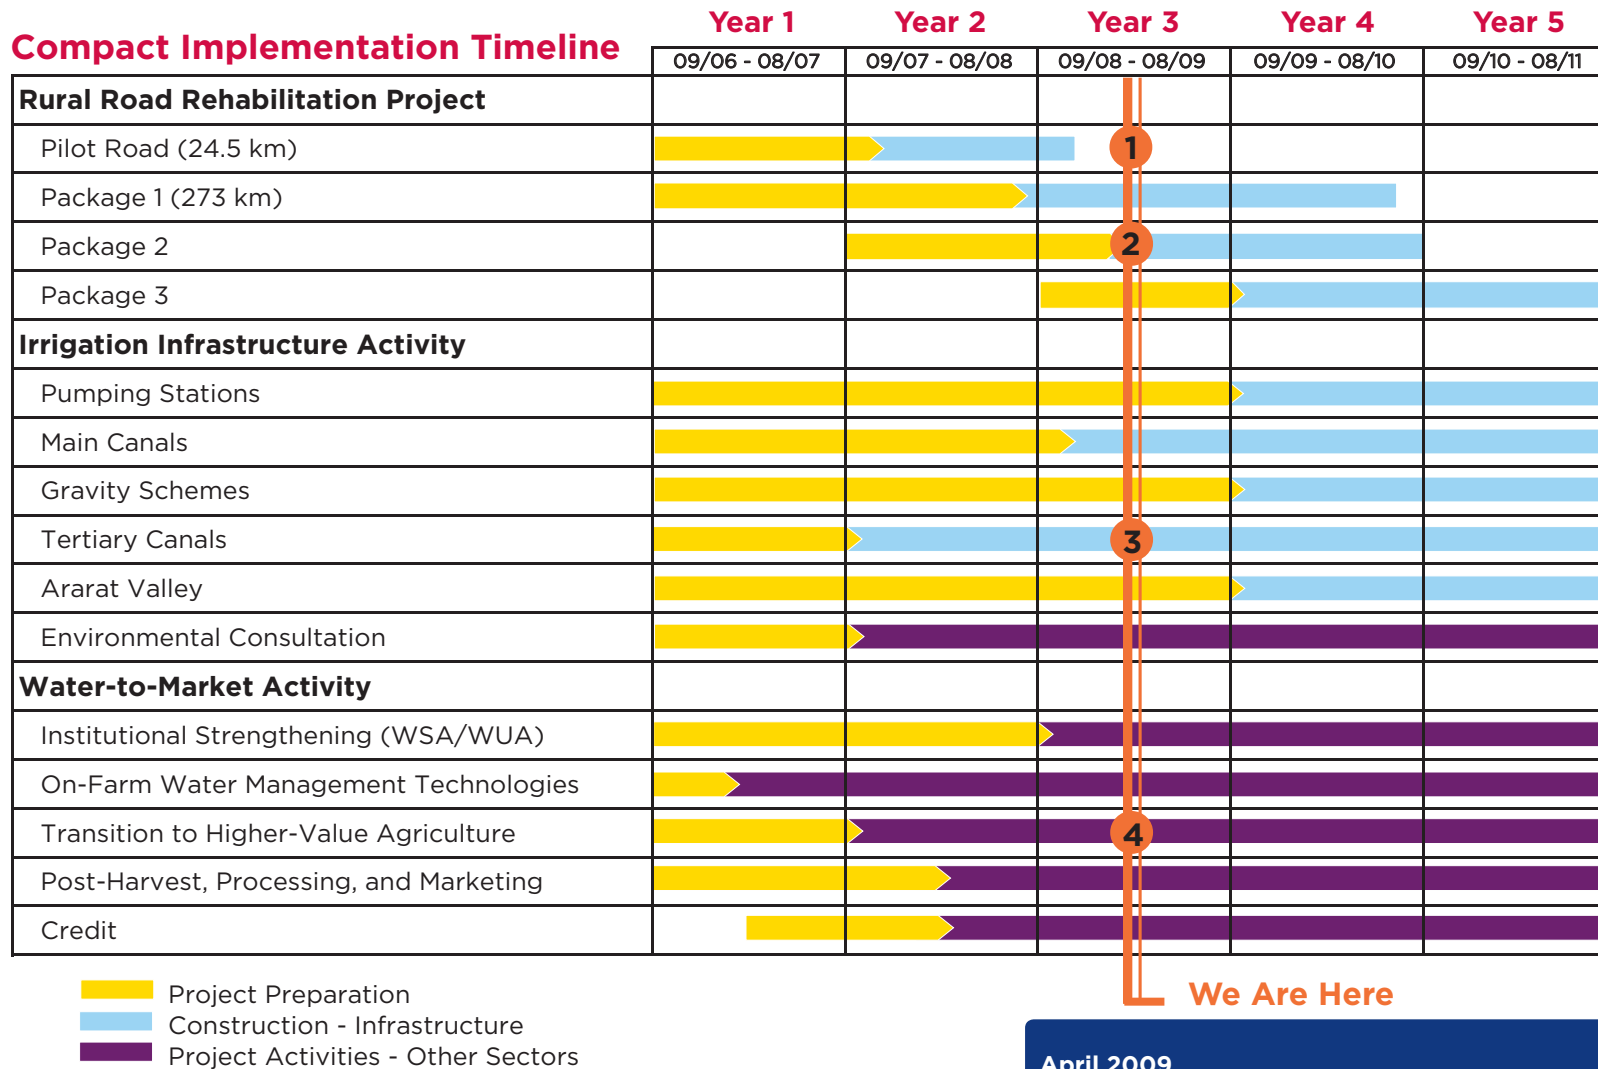 Compact Implementation Timeline
Year 1 Year 2 Year 3 Year 4 Year 5
09/06 - 08/07 09/07 - 08/08 09/08 - 08/09 09/09 - 08/10 09/10 - 08/11
Rural Road Rehabilitation Project
Pilot Road (24.5 km)
1
Package 1 (273 km)
Package 2
2
Package 3
Irrigation Infrastructure Activity
Pumping Stations
Main Canals
Gravity Schemes
Tertiary Canals
3
Ararat Valley
Environmental Consultation
Water-to-Market Activity
Institutional Strengthening (WSA/WUA)
On-Farm Water Management Technologies
Transition to Higher-Value Agriculture
4
Post-Harvest, Processing, and Marketing
Credit
We Are Here
Project Preparation
Construction - Infrastructure
Project Activities - Other Sectors
April 2009